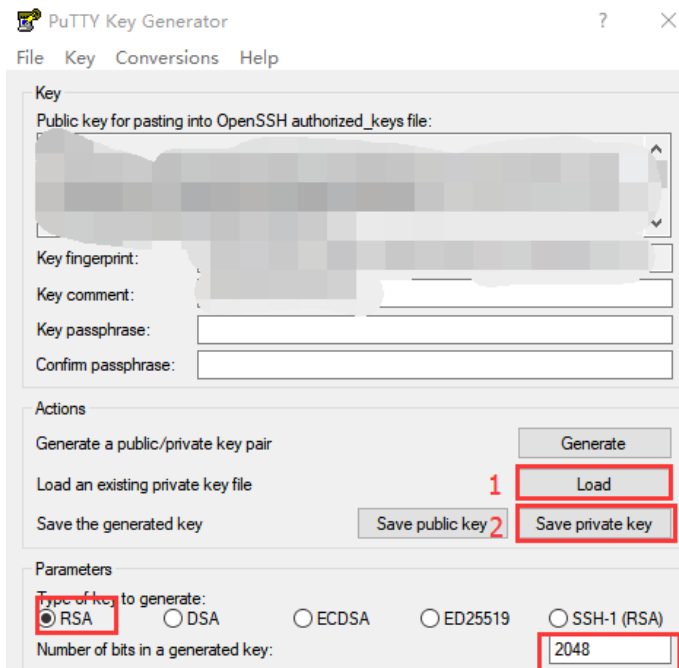 PuTTY Key Generator ?
File Key Conversions Help
Key
Public key for pasting into OpenSSH authorized_keys file:
Key fingerprint:
Key comment:
Key passphrase:
Confirm passphrase:
Actions
Generate a public/private key pair Generate
Load an existing private key file 1 Load
Save the generated key Save public key 2 Save private key
Parameters
Type of key to generate:
RSA DSA ECDSA ED25519 SSH-1 (RSA)
Number of bits in a generated key: 2048